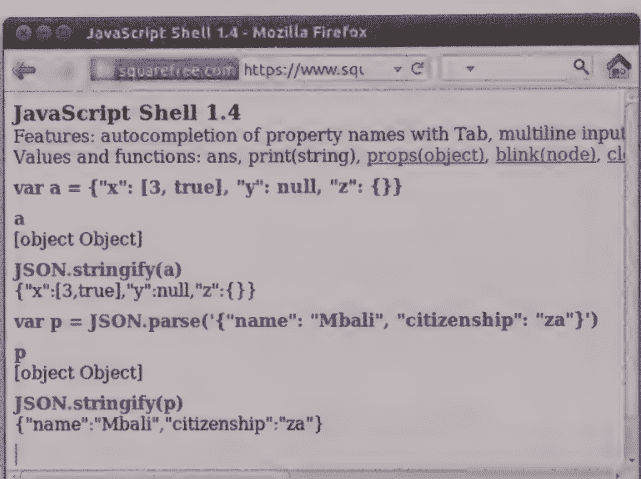 JavaScript Shell 1.4 - Mozilla Firefox
squarefree.com https://www.squ
JavaScript Shell 1.4
Features: autocompletion of property names with Tab, multiline input
Values and functions: ans, print(string), props(object), blink(node), cl
var a = {"x": [3, true], "y": null, "z": {}}
a
[object Object]
JSON.stringify(a)
{"x":[3,true],"y":null,"z":{}}
var p = JSON.parse('{"name": "Mbali", "citizenship": "za"}')
p
[object Object]
JSON.stringify(p)
{"name":"Mbali","citizenship":"za"}